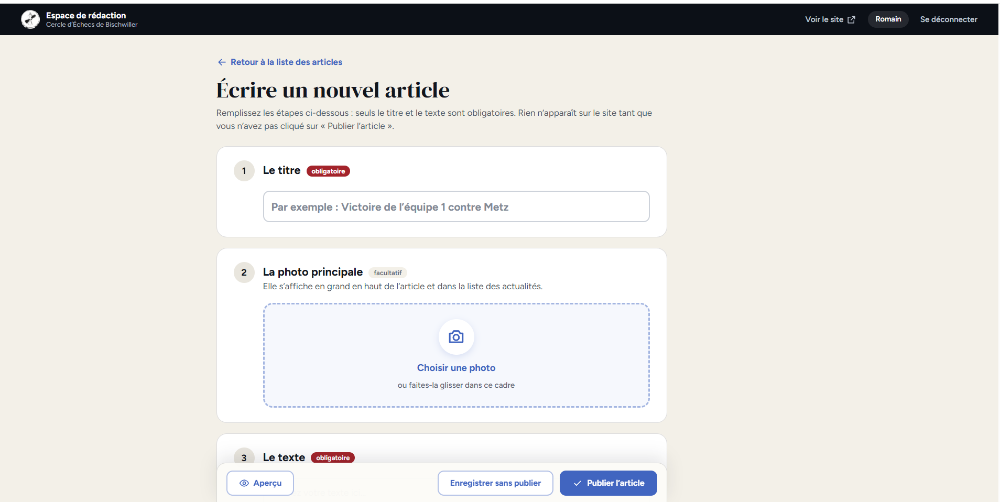 Espace de rédaction
Cercle d’Échecs de Bischwiller
Voir le site
Romain
Se déconnecter
Retour à la liste des articles
Écrire un nouvel article
Remplissez les étapes ci-dessous : seuls le titre et le texte sont obligatoires. Rien n’apparaît sur le site tant que
vous n’avez pas cliqué sur « Publier l’article ».
1
Le titre
obligatoire
Par exemple : Victoire de l’équipe 1 contre Metz
2
La photo principale
facultatif
Elle s’affiche en grand en haut de l’article et dans la liste des actualités.
Choisir une photo
ou faites-la glisser dans ce cadre
3
Le texte
obligatoire
Aperçu
Enregistrer sans publier
Publier l’article